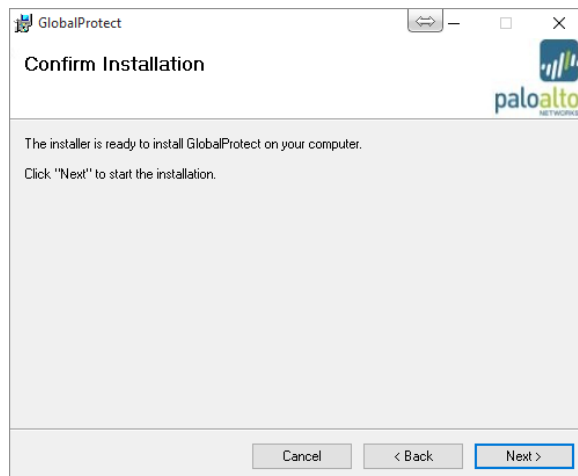 GlobalProtect
Confirm Installation
paloalto
NETWORKS
The installer is ready to install GlobalProtect on your computer.
Click "Next" to start the installation.
Cancel
< Back
Next >